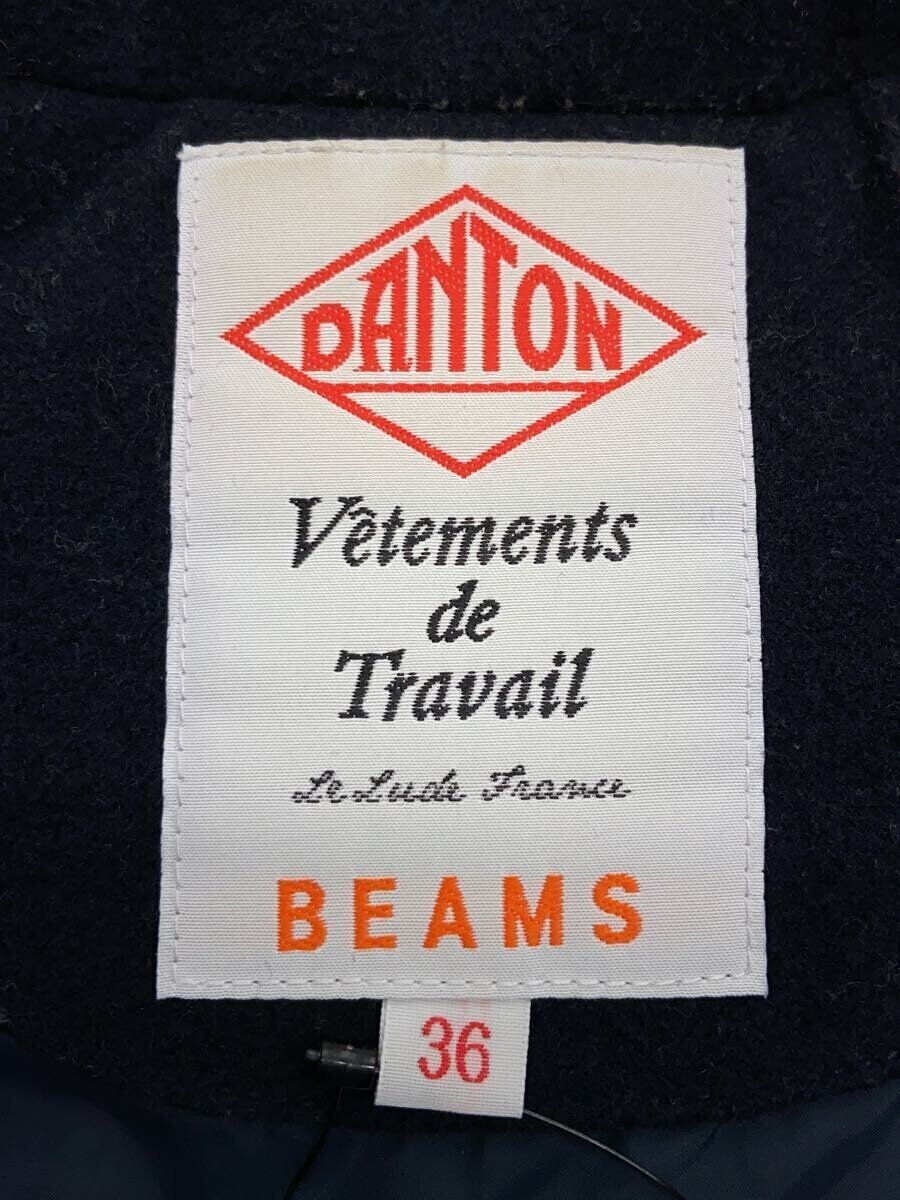 DANTON
Vêtements
de
Travail
Le Lude France
BEAMS
36